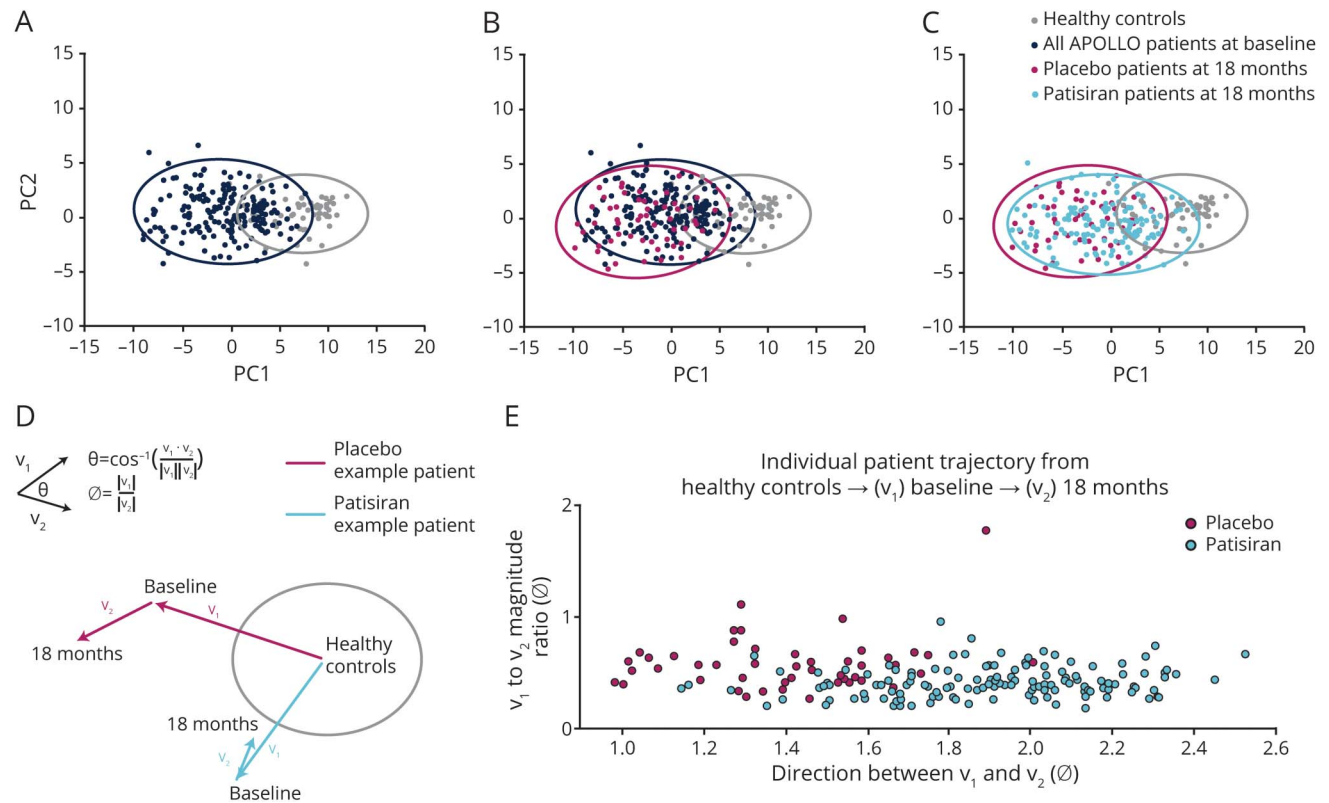 A
B
C
Healthy controls
All APOLLO patients at baseline
Placebo patients at 18 months
Patisiran patients at 18 months
PC2
15
10
5
0
–5
–10
–15 –10 –5 0 5 10 15 20
PC1
15
10
5
0
–5
–10
–15 –10 –5 0 5 10 15 20
PC1
15
10
5
0
–5
–10
–15 –10 –5 0 5 10 15 20
PC1
D
v₁
θ
v₂
θ=cos⁻¹(v₁ · v₂ / |v₁||v₂|)
∅= |v₁| / |v₂|
Placebo
example patient
Patisiran
example patient
Baseline
v₂
v₁
18 months
Healthy
controls
18 months
v₂
v₁
Baseline
E
Individual patient trajectory from
healthy controls → (v₁) baseline → (v₂) 18 months
v₁ to v₂ magnitude
ratio (∅)
2
1
0
Placebo
Patisiran
1.0 1.2 1.4 1.6 1.8 2.0 2.2 2.4 2.6
Direction between v₁ and v₂ (∅)